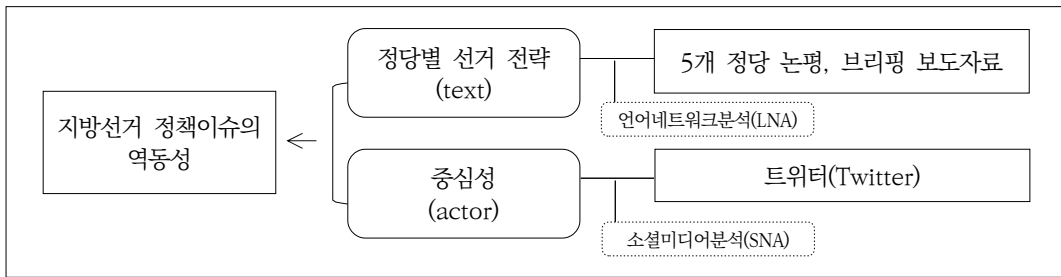 지방선거 정책이슈의
역동성
정당별 선거 전략
(text)
5개 정당 논평, 브리핑 보도자료
언어네트워크분석(LNA)
중심성
(actor)
트위터(Twitter)
소셜미디어분석(SNA)